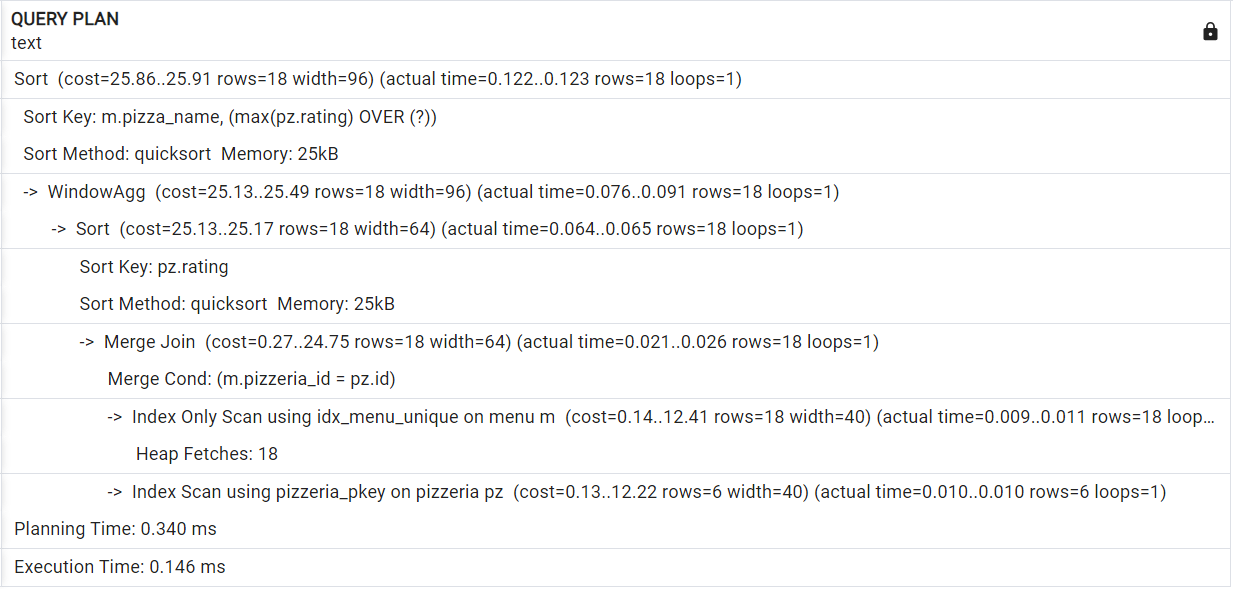 QUERY PLAN
text
Sort (cost=25.86..25.91 rows=18 width=96) (actual time=0.122..0.123 rows=18 loops=1)
Sort Key: m.pizza_name, (max(pz.rating) OVER (?))
Sort Method: quicksort Memory: 25kB
-> WindowAgg (cost=25.13..25.49 rows=18 width=96) (actual time=0.076..0.091 rows=18 loops=1)
-> Sort (cost=25.13..25.17 rows=18 width=64) (actual time=0.064..0.065 rows=18 loops=1)
Sort Key: pz.rating
Sort Method: quicksort Memory: 25kB
-> Merge Join (cost=0.27..24.75 rows=18 width=64) (actual time=0.021..0.026 rows=18 loops=1)
Merge Cond: (m.pizzeria_id = pz.id)
-> Index Only Scan using idx_menu_unique on menu m (cost=0.14..12.41 rows=18 width=40) (actual time=0.009..0.011 rows=18 loop...
Heap Fetches: 18
-> Index Scan using pizzeria_pkey on pizzeria pz (cost=0.13..12.22 rows=6 width=40) (actual time=0.010..0.010 rows=6 loops=1)
Planning Time: 0.340 ms
Execution Time: 0.146 ms